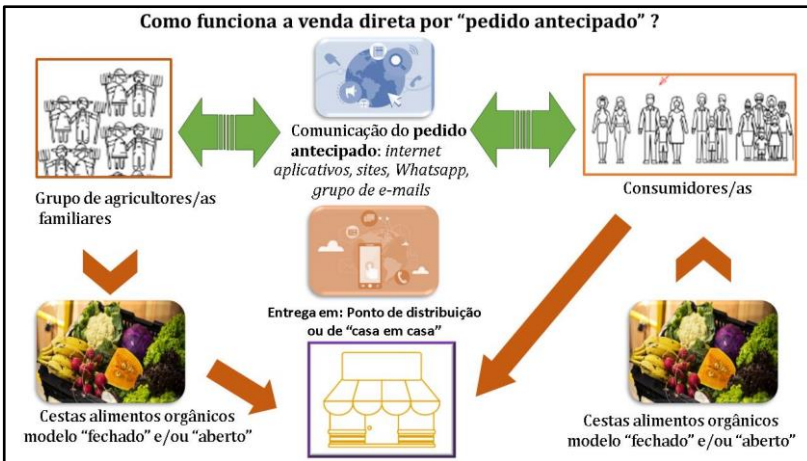 Como funciona a venda direta por “pedido antecipado” ?
Comunicação do pedido
antecipado: internet
aplicativos, sites, Whatsapp,
grupo de e-mails
Grupo de agricultores/as
familiares
Consumidores/as
Entrega em: Ponto de distribuição
ou de “casa em casa”
Cestas alimentos orgânicos
modelo “fechado” e/ou “aberto”
Cestas alimentos orgânicos
modelo “fechado” e/ou “aberto”